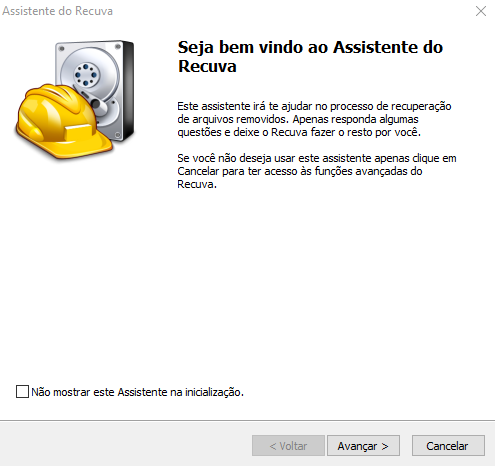 Assistente do Recuva
Seja bem vindo ao Assistente do
Recuva
Este assistente irá te ajudar no processo de recuperação
de arquivos removidos. Apenas responda algumas
questões e deixe o Recuva fazer o resto por você.
Se você não deseja usar este assistente apenas clique em
Cancelar para ter acesso às funções avançadas do
Recuva.
Não mostrar este Assistente na inicialização.
< Voltar
Avançar >
Cancelar